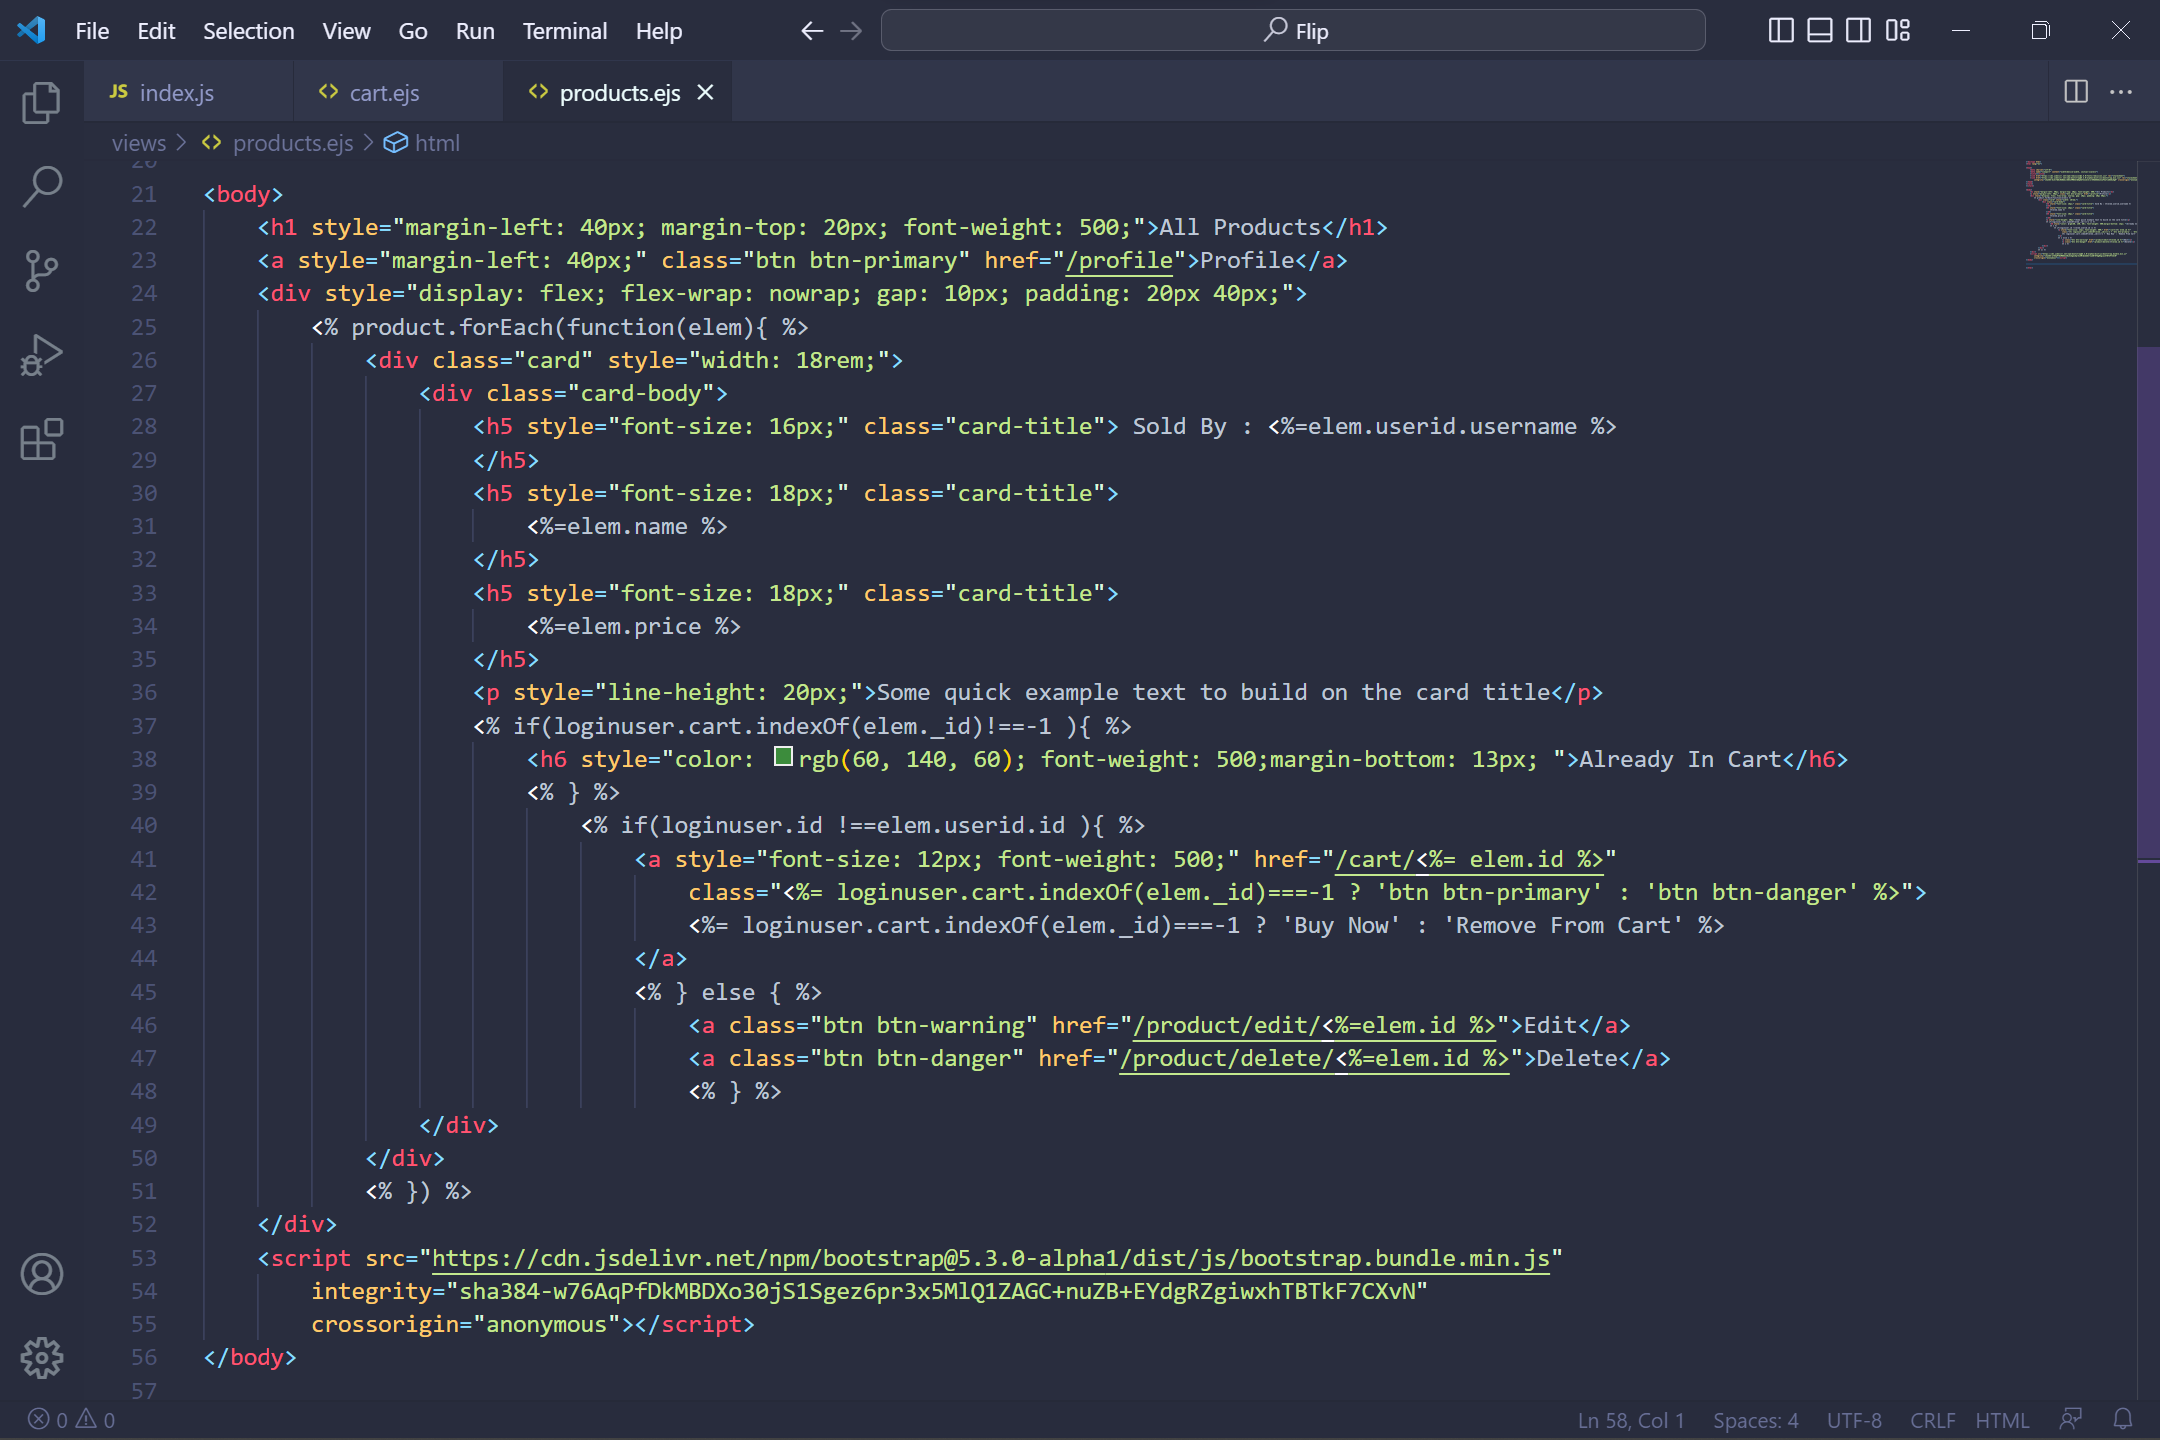 File Edit Selection View Go Run Terminal Help Flip
JS index.js <> cart.ejs <> products.ejs
views > <> products.ejs > html
20
21 <body>
22 <h1 style="margin-left: 40px; margin-top: 20px; font-weight: 500;">All Products</h1>
23 <a style="margin-left: 40px;" class="btn btn-primary" href="/profile">Profile</a>
24 <div style="display: flex; flex-wrap: nowrap; gap: 10px; padding: 20px 40px;">
25 <% product.forEach(function(elem){ %>
26 <div class="card" style="width: 18rem;">
27 <div class="card-body">
28 <h5 style="font-size: 16px;" class="card-title"> Sold By : <%=elem.userid.username %>
29 </h5>
30 <h5 style="font-size: 18px;" class="card-title">
31 <%=elem.name %>
32 </h5>
33 <h5 style="font-size: 18px;" class="card-title">
34 <%=elem.price %>
35 </h5>
36 <p style="line-height: 20px;">Some quick example text to build on the card title</p>
37 <% if(loginuser.cart.indexOf(elem._id)!==-1 ){ %>
38 <h6 style="color: rgb(60, 140, 60); font-weight: 500;margin-bottom: 13px; ">Already In Cart</h6>
39 <% } %>
40 <% if(loginuser.id !==elem.userid.id ){ %>
41 <a style="font-size: 12px; font-weight: 500;" href="/cart/<%= elem.id %>"
42 class="<%= loginuser.cart.indexOf(elem._id)===-1 ? 'btn btn-primary' : 'btn btn-danger' %>">
43 <%= loginuser.cart.indexOf(elem._id)===-1 ? 'Buy Now' : 'Remove From Cart' %>
44 </a>
45 <% } else { %>
46 <a class="btn btn-warning" href="/product/edit/<%=elem.id %>">Edit</a>
47 <a class="btn btn-danger" href="/product/delete/<%=elem.id %>">Delete</a>
48 <% } %>
49 </div>
50 </div>
51 <% }) %>
52 </div>
53 <script src="https://cdn.jsdelivr.net/npm/bootstrap@5.3.0-alpha1/dist/js/bootstrap.bundle.min.js"
54 integrity="sha384-w76AqPfDkMBDXo30jS1Sgez6pr3x5MlQ1ZAGC+nuZB+EYdgRZgiwxhTBTkF7CXvN"
55 crossorigin="anonymous"></script>
56 </body>
57
0 0 Ln 58, Col 1 Spaces: 4 UTF-8 CRLF HTML